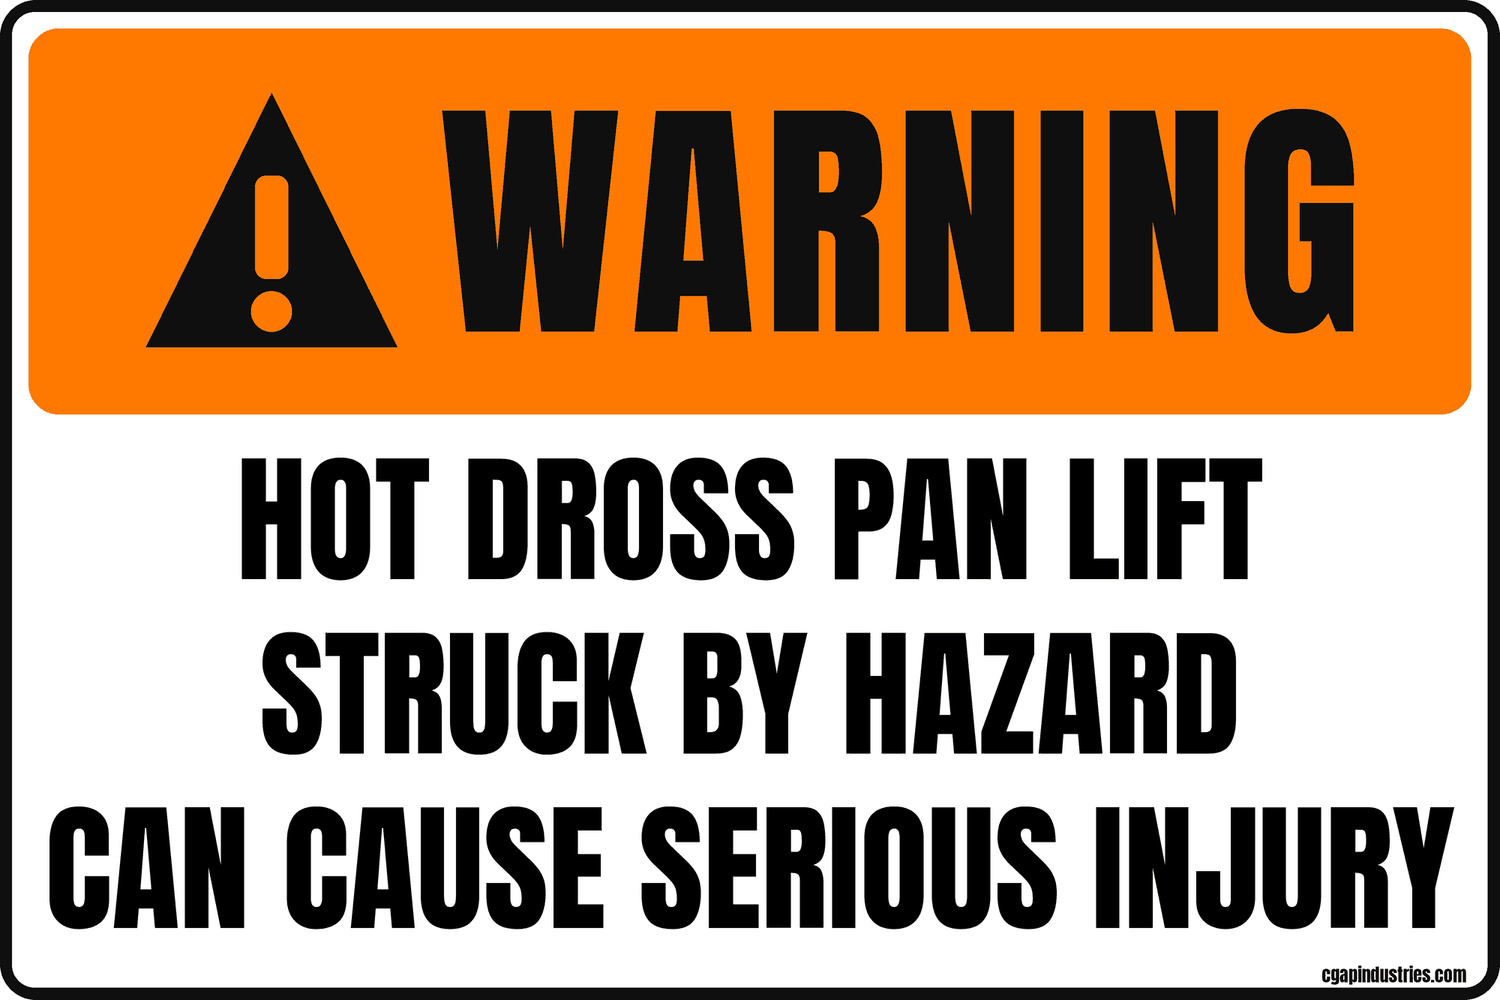 WARNING
HOT DROSS PAN LIFT
STRUCK BY HAZARD
CAN CAUSE SERIOUS INJURY
cgapindustries.com